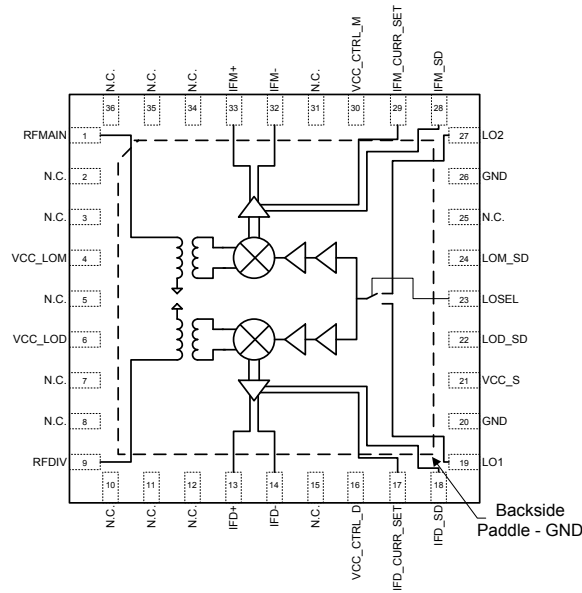 N.C.
N.C.
N.C.
IFM+
IFM-
N.C.
VCC_CTRL_M
IFM_CURR_SET
IFM_SD
36
35
34
33
32
31
30
29
28
RFMAIN 1
27 LO2
N.C. 2
26 GND
N.C. 3
25 N.C.
VCC_LOM 4
24 LOM_SD
N.C. 5
23 LOSEL
VCC_LOD 6
22 LOD_SD
N.C. 7
21 VCC_S
N.C. 8
20 GND
RFDIV 9
19 LO1
10
11
12
13
14
15
16
17
18
N.C.
N.C.
N.C.
IFD+
IFD-
N.C.
VCC_CTRL_D
IFD_CURR_SET
IFD_SD
Backside
Paddle - GND